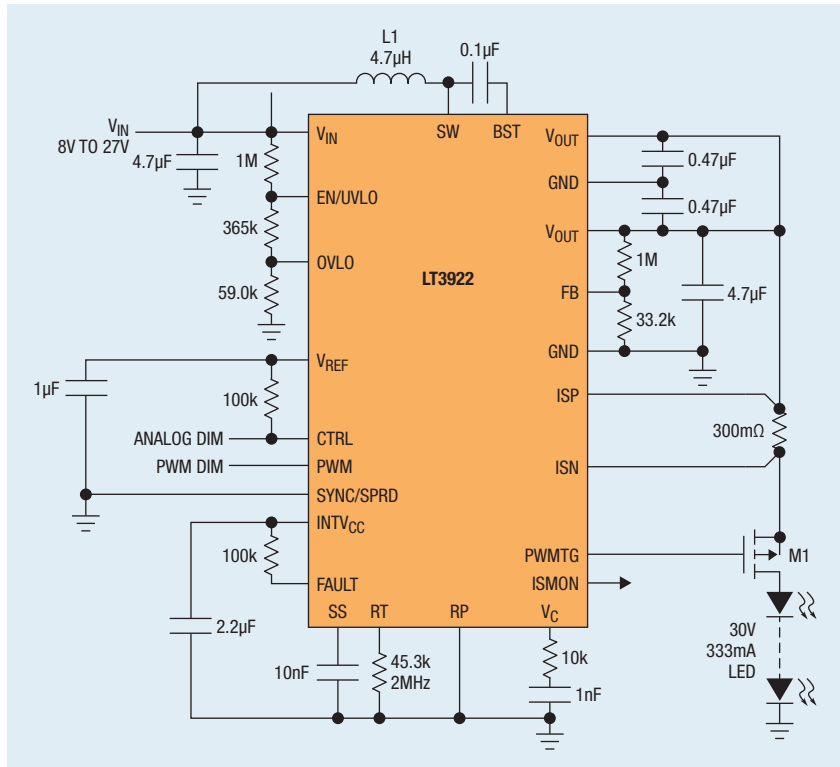 L1
4.7µH
0.1µF
VIN
8V TO 27V
4.7µF
1M
365k
59.0k
1µF
100k
ANALOG DIM
PWM DIM
100k
2.2µF
VIN
EN/UVLO
OVLO
VREF
CTRL
PWM
SYNC/SPRD
INTVCC
FAULT
SW
BST
LT3922
SS
RT
RP
VC
VOUT
GND
VOUT
FB
GND
ISP
ISN
PWMTG
ISMON
0.47µF
0.47µF
1M
33.2k
4.7µF
300mΩ
M1
30V
333mA
LED
10nF
45.3k
2MHz
10k
1nF